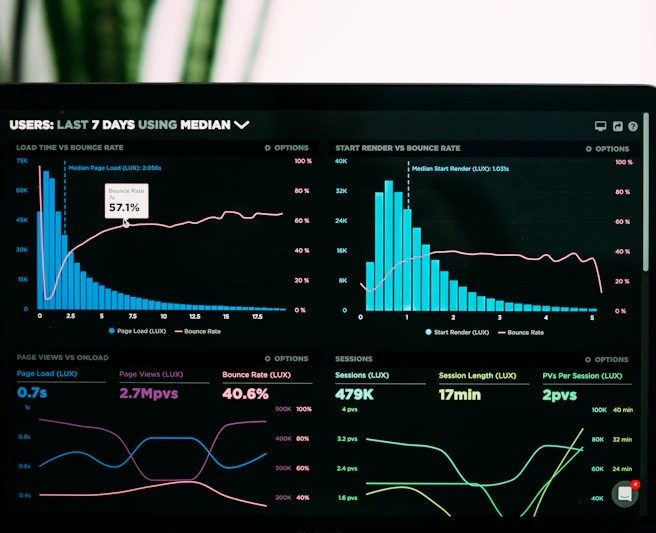 USERS: LAST 7 DAYS USING MEDIAN
LOAD TIME VS BOUNCE RATE
OPTIONS
75K
100 %
Median Page Load (LUX): 2.056s
60K
80 %
Bounce Rate
7s
57.1%
45K
60 %
30K
40 %
15K
20 %
0
0 %
0
2.5
5
7.5
10
12.5
15
17.5
Page Load (LUX)
Bounce Rate
START RENDER VS BOUNCE RATE
OPTIONS
40K
100 %
Median Start Render (LUX): 1.031s
32K
80 %
24K
60 %
16K
40 %
8K
20 %
0
0 %
0
1
2
3
4
5
Start Render (LUX)
Bounce Rate
PAGE VIEWS VS ONLOAD
OPTIONS
Page Load (LUX)
Page Views (LUX)
Bounce Rate (LUX)
0.7s
2.7Mpvs
40.6%
1s
500K 100%
0.8s
400K 80%
0.6s
300K 60%
0.4s
200K 40%
SESSIONS
OPTIONS
Sessions (LUX)
Session Length (LUX)
PVs Per Session (LUX)
479K
17min
2pvs
4 pvs
100K 40 min
3.2 pvs
80K 32 min
2.4 pvs
60K 24 min
1.6 pvs
40K
4